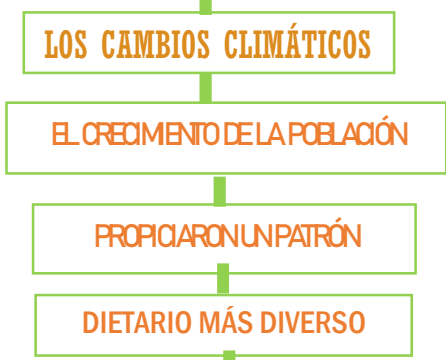 LOS CAMBIOS CLIMÁTICOS
EL CRECIMIENTO DE LA POBLACIÓN
PROPICIARON UN PATRÓN
DIETARIO MÁS DIVERSO